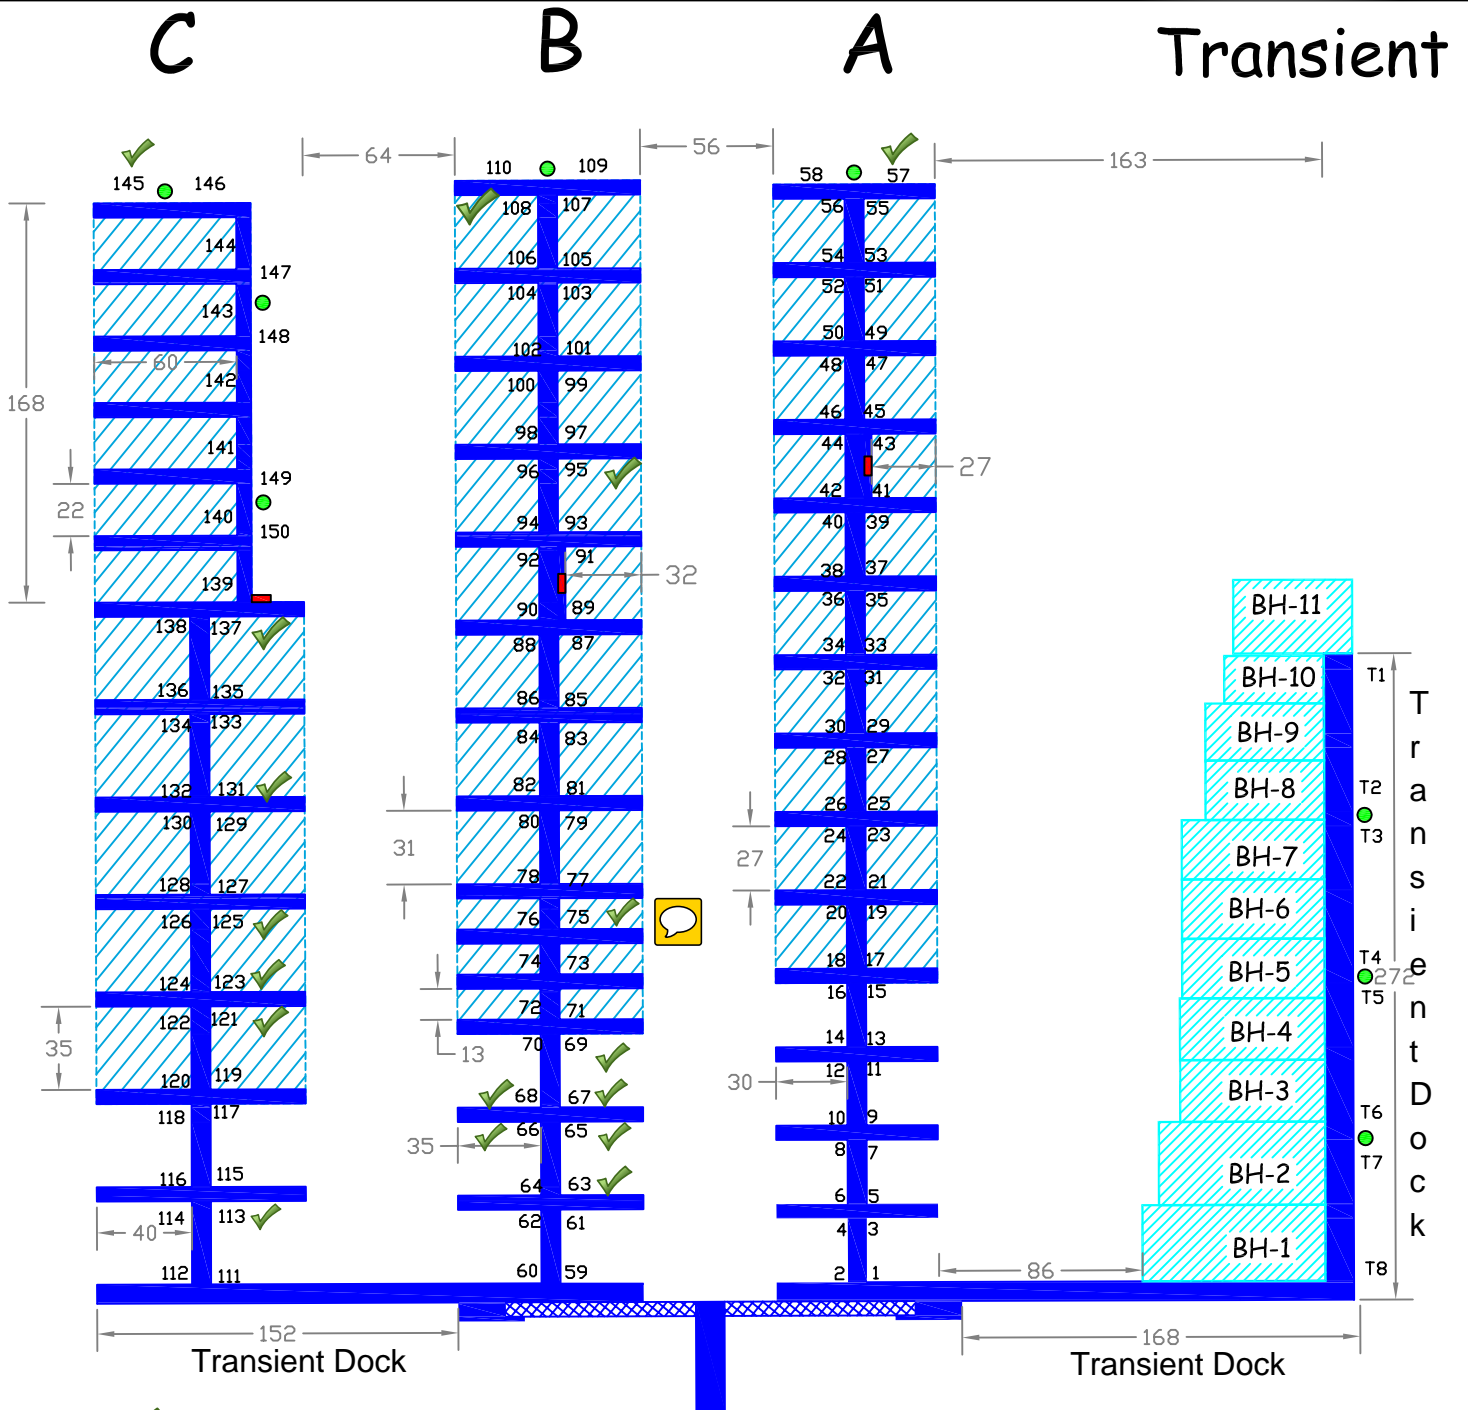 C B A Transient
64 56 163
145 146 110 109 58 57
108 107 56 55
144 106 105 54 53
147 104 103 52 51
143 148 102 101 50 49
60 142 100 99 48 47
168 141 98 97 46 45
149 96 95 44 43 27
22 140 150 94 93 42 41
92 91 40 39
139 32 38 37
90 89 36 35 BH-11
138 137 88 87 34 33
136 135 86 85 32 31 BH-10 T1
134 133 84 83 30 29 BH-9
132 131 82 81 28 27 BH-8 T2
130 129 80 79 26 25 T3
31 27 24 23 BH-7
128 127 78 77 22 21
126 125 76 75 20 19 BH-6
124 123 74 73 18 17 BH-5 T4 272
122 121 72 71 16 15 T5
35 70 69 14 13 BH-4
120 119 13 30 12 11 BH-3
118 117 68 67 10 9 T6
35 66 65 8 7 T7
116 115 64 63 6 5 BH-2
114 113 62 61 4 3
40 BH-1
112 111 60 59 2 1 86 T8
Transient Dock
152 168
Transient Dock Transient Dock